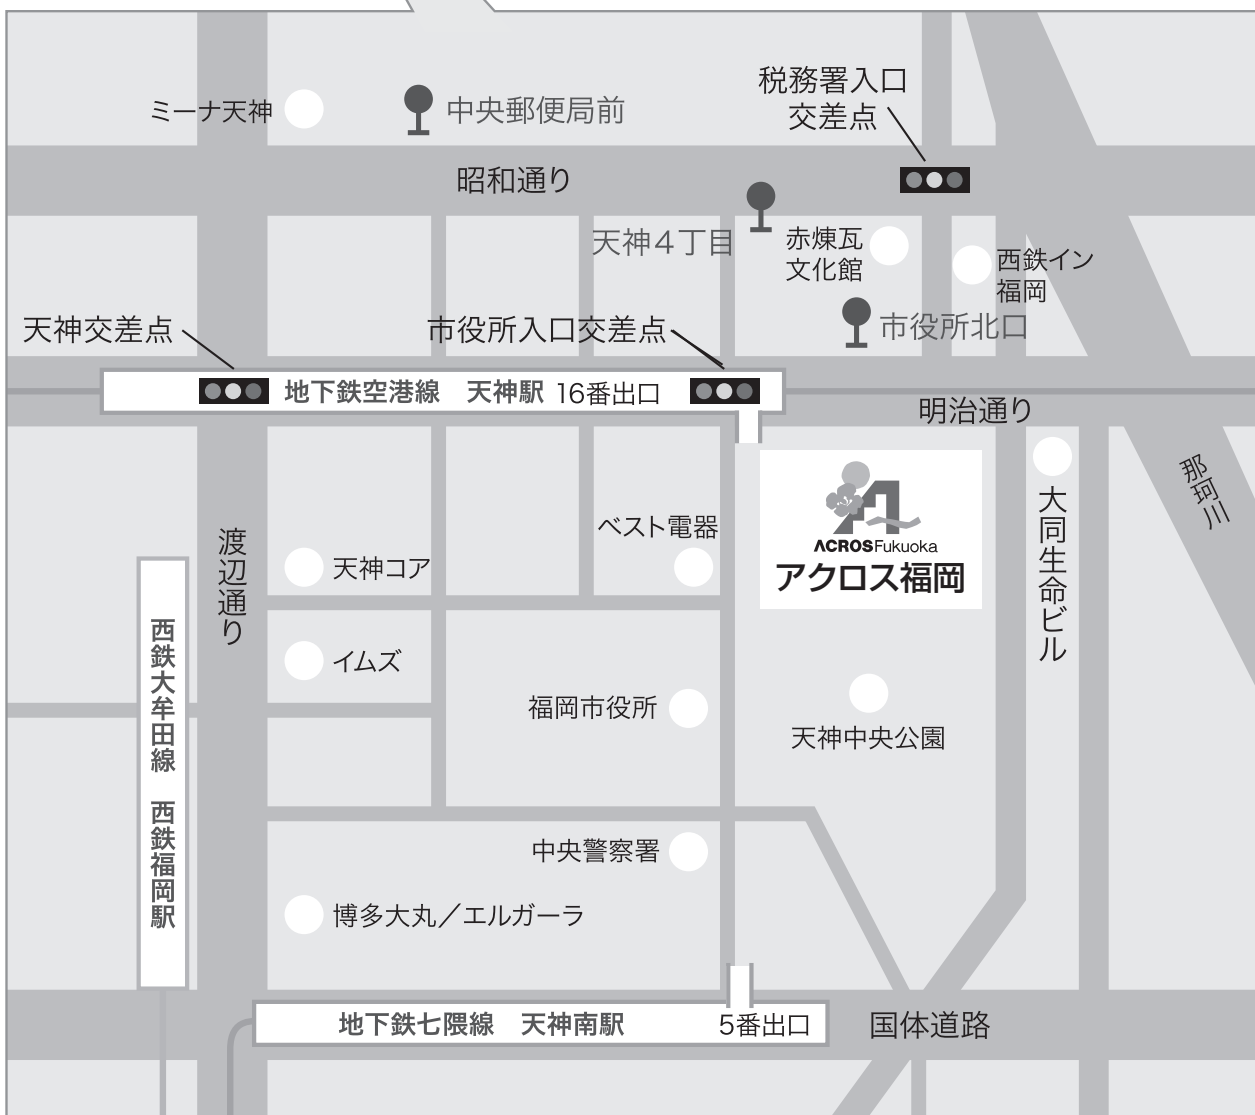 税務署入口
交差点
ミーナ天神
中央郵便局前
昭和通り
天神4丁目
赤煉瓦
文化館
西鉄イン
福岡
市役所北口
天神交差点
市役所入口交差点
地下鉄空港線 天神駅 16番出口
明治通り
那珂川
大同生命ビル
ACROS Fukuoka
アクロス福岡
ベスト電器
渡辺通り
天神コア
西鉄大牟田線 西鉄福岡駅
イムズ
福岡市役所
天神中央公園
中央警察署
博多大丸／エルガーラ
地下鉄七隈線 天神南駅 5番出口
国体道路